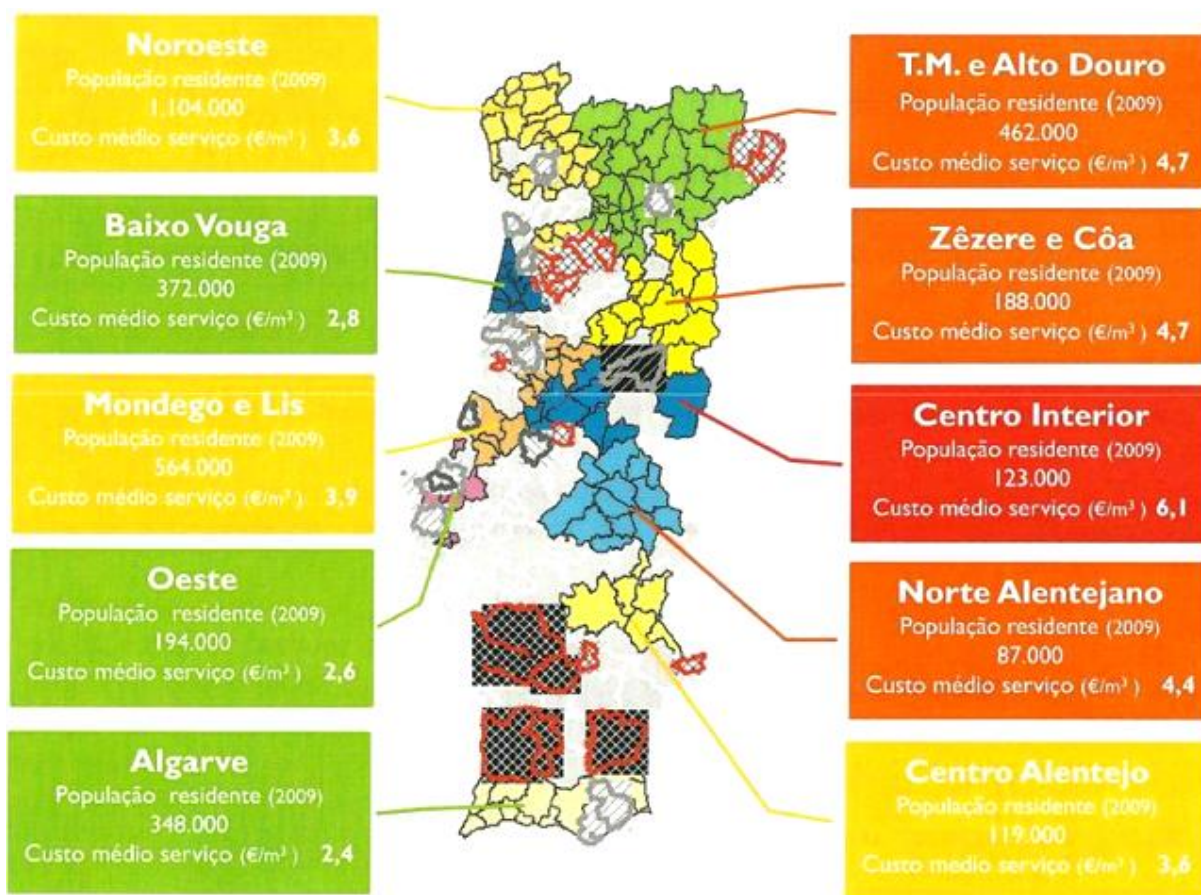 Noroeste
População residente (2009)
1.104.000
Custo médio serviço (€/m³) 3,6
Baixo Vouga
População residente (2009)
372.000
Custo médio serviço (€/m³) 2,8
Mondego e Lis
População residente (2009)
564.000
Custo médio serviço (€/m³) 3,9
Oeste
População residente (2009)
194.000
Custo médio serviço (€/m³) 2,6
Algarve
População residente (2009)
348.000
Custo médio serviço (€/m³) 2,4
T.M. e Alto Douro
População residente (2009)
462.000
Custo médio serviço (€/m³) 4,7
Zêzere e Côa
População residente (2009)
188.000
Custo médio serviço (€/m³) 4,7
Centro Interior
População residente (2009)
123.000
Custo médio serviço (€/m³) 6,1
Norte Alentejano
População residente (2009)
87.000
Custo médio serviço (€/m³) 4,4
Centro Alentejo
População residente (2009)
119.000
Custo médio serviço (€/m³) 3,6